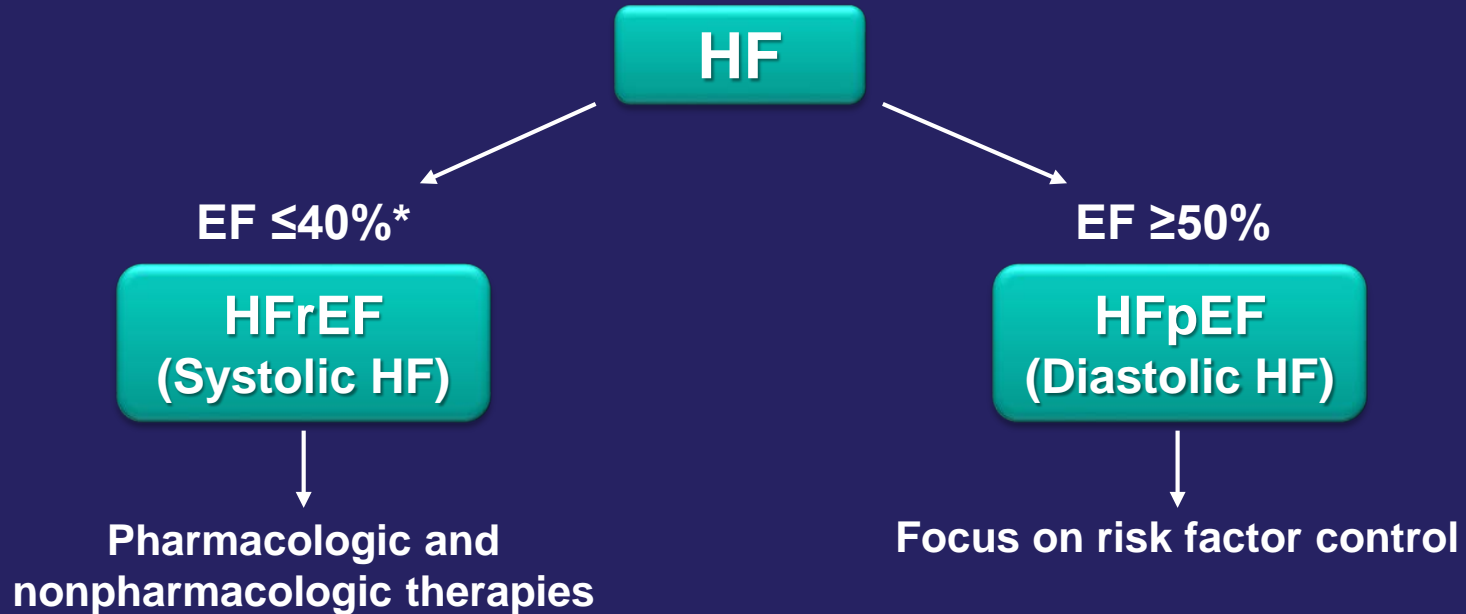 HF
EF ≤40%*
HFrEF
(Systolic HF)
Pharmacologic and
nonpharmacologic therapies
EF ≥50%
HFpEF
(Diastolic HF)
Focus on risk factor control